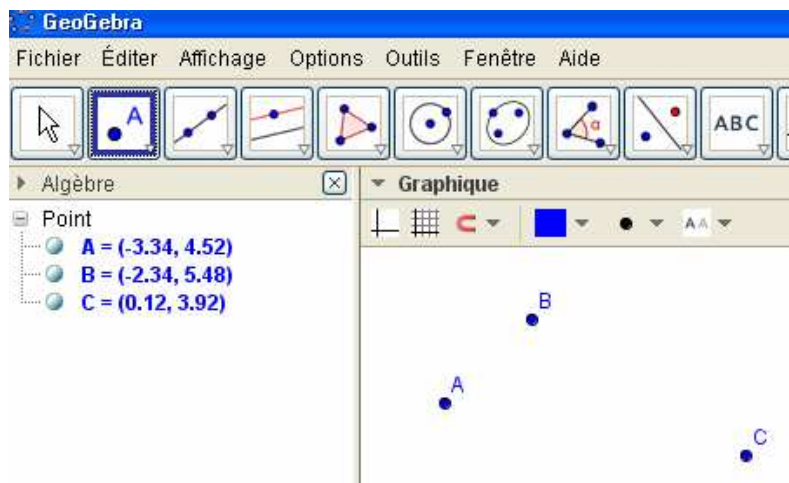 GeoGebra
Fichier Éditer Affichage Options Outils Fenêtre Aide
A
α
ABC
Algèbre
Graphique
Point
A = (-3.34, 4.52)
B = (-2.34, 5.48)
C = (0.12, 3.92)
AA
B
A
C